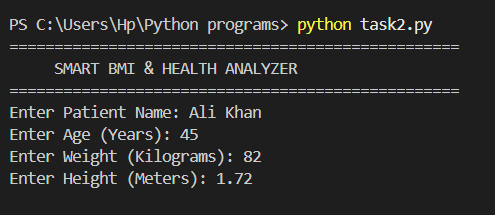 PS C:\Users\Hp\Python programs> python task2.py
==================================================
     SMART BMI & HEALTH ANALYZER
==================================================
Enter Patient Name: Ali Khan
Enter Age (Years): 45
Enter Weight (Kilograms): 82
Enter Height (Meters): 1.72